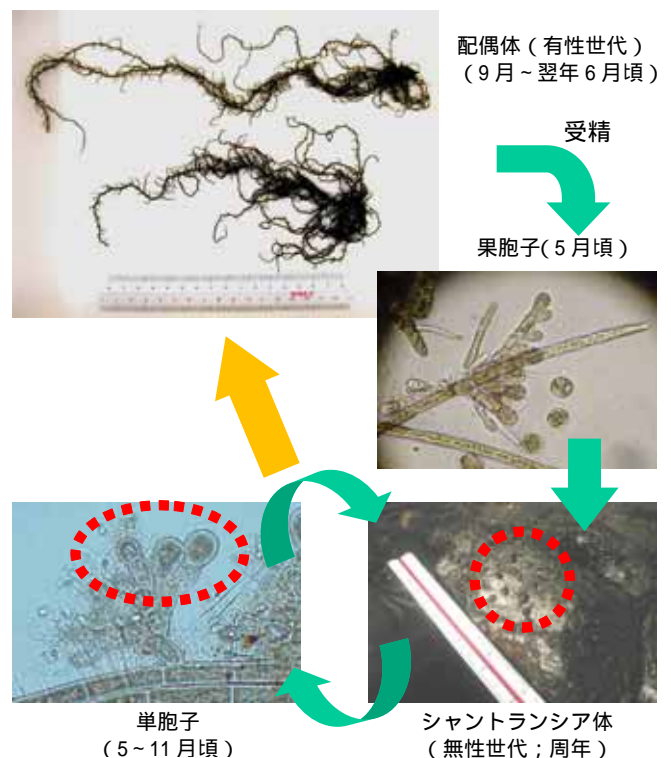 配偶体（有性世代）
（9月~翌年6月頃）
受精
果胞子（5月頃）
単胞子
（5~11月頃）
シャントランシア体
（無性世代；周年）